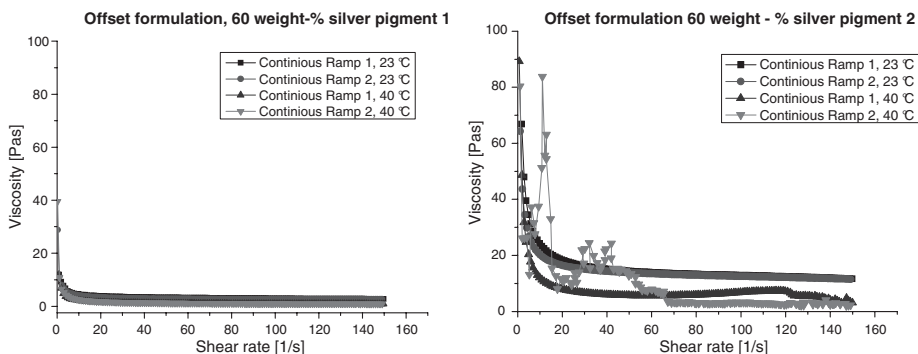 Offset formulation, 60 weight-% silver pigment 1
100
80
60
40
20
0
Viscosity [Pas]
Continious Ramp 1, 23 °C
Continious Ramp 2, 23 °C
Continious Ramp 1, 40 °C
Continious Ramp 2, 40 °C
0 20 40 60 80 100 120 140 160
Shear rate [1/s]
Offset formulation 60 weight - % silver pigment 2
100
80
60
40
20
0
Viscosity [Pas]
Continious Ramp 1, 23 °C
Continious Ramp 2, 23 °C
Continious Ramp 1, 40 °C
Continious Ramp 2, 40 °C
0 20 40 60 80 100 120 140 160
Shear rate [1/s]